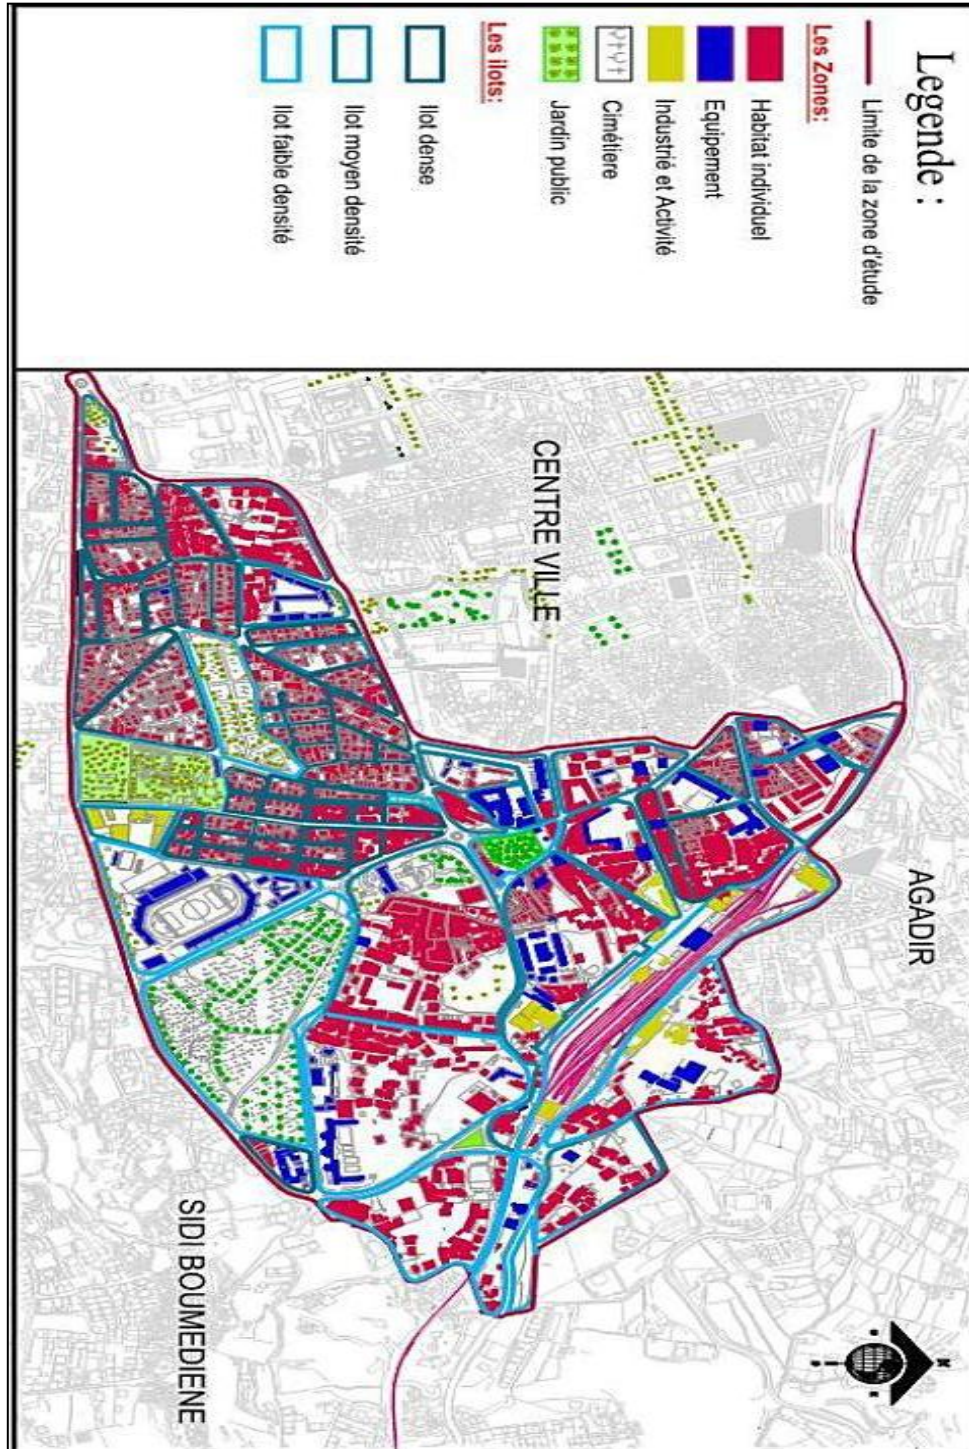 Legende :
Limite de la zone d'étude
Les Zones:
Habitat individuel
Equipement
Industrié et Activité
Cimétiere
Jardin public
Les ilots:
Ilot dense
Ilot moyen densité
Ilot faible densité
CENTRE VILLE
AGADIR
SIDI BOUMEDIENE